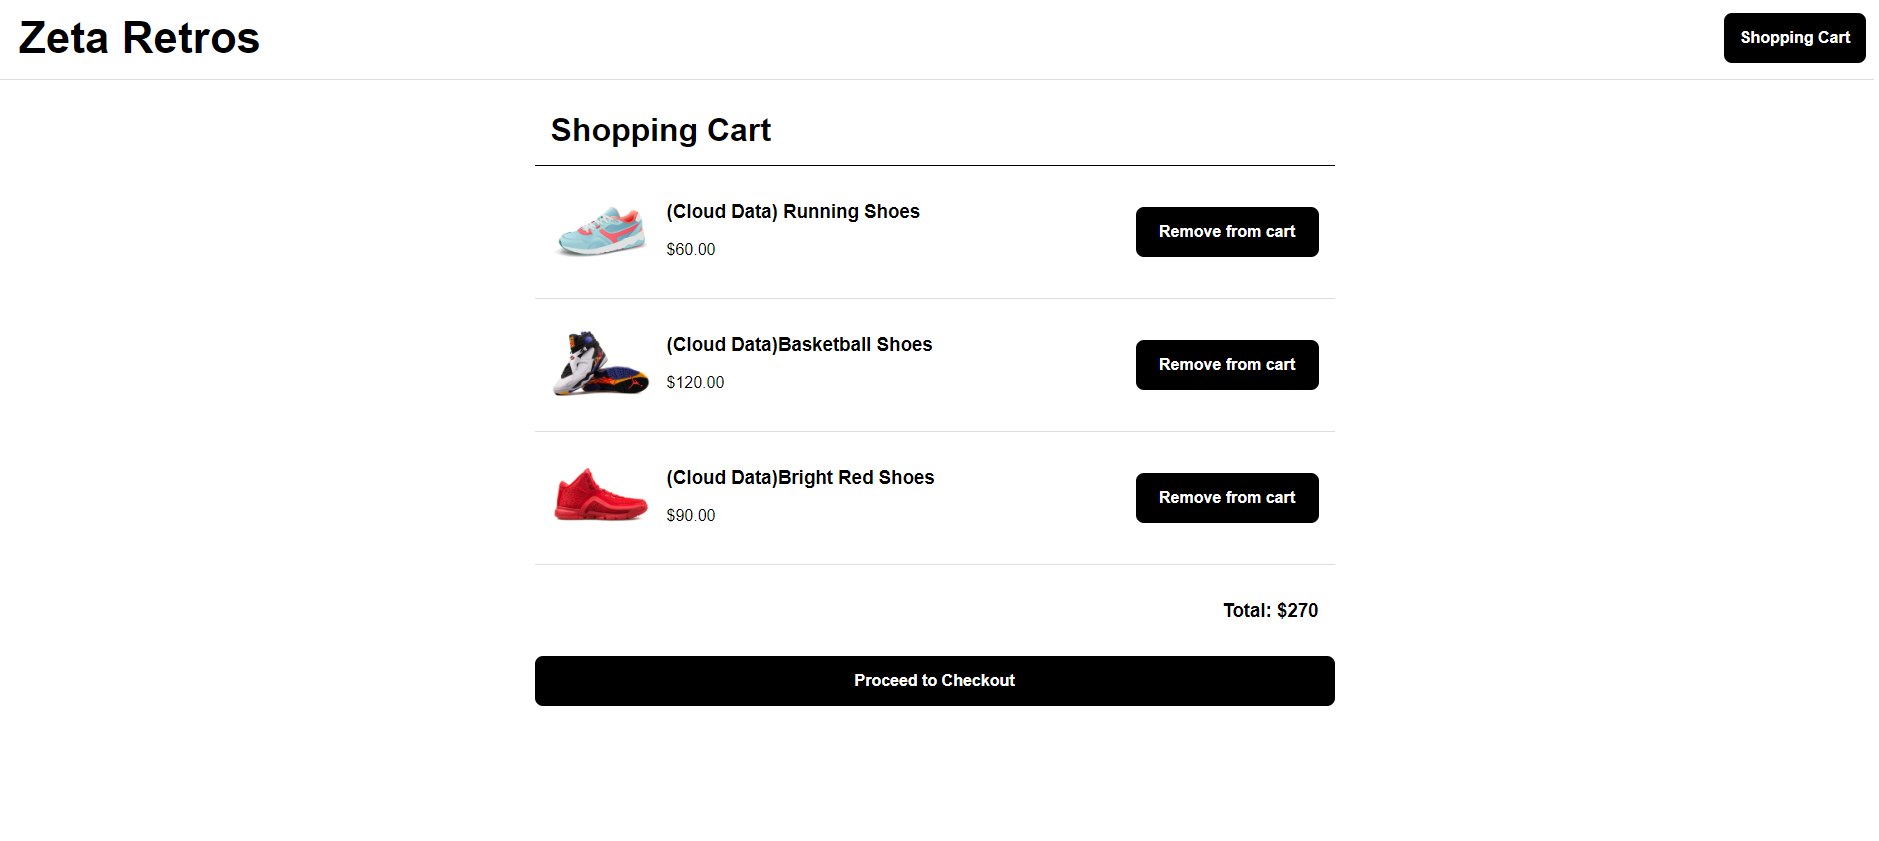 Zeta Retros
Shopping Cart
Shopping Cart
(Cloud Data) Running Shoes
$60.00
Remove from cart
(Cloud Data)Basketball Shoes
$120.00
Remove from cart
(Cloud Data)Bright Red Shoes
$90.00
Remove from cart
Total: $270
Proceed to Checkout